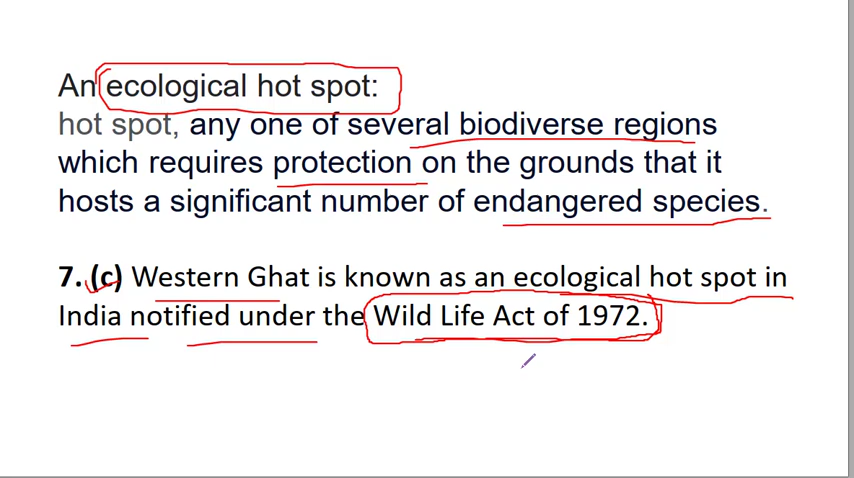 An ecological hot spot:
hot spot, any one of several biodiverse regions
which requires protection on the grounds that it
hosts a significant number of endangered species.
7. (c) Western Ghat is known as an ecological hot spot in
India notified under the Wild Life Act of 1972.